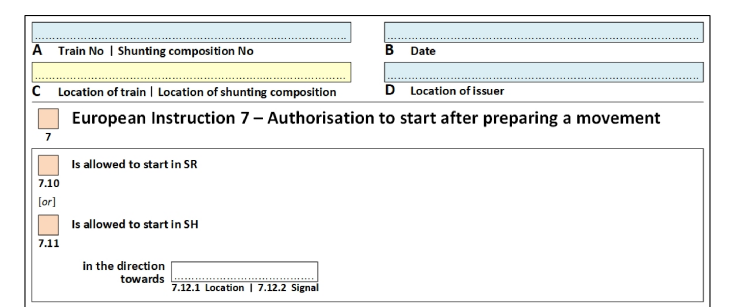 A Train No | Shunting composition No
B Date
C Location of train | Location of shunting composition
D Location of issuer
European Instruction 7 – Authorisation to start after preparing a movement
7
Is allowed to start in SR
7.10
[or]
Is allowed to start in SH
7.11
in the direction
towards
7.12.1 Location | 7.12.2 Signal